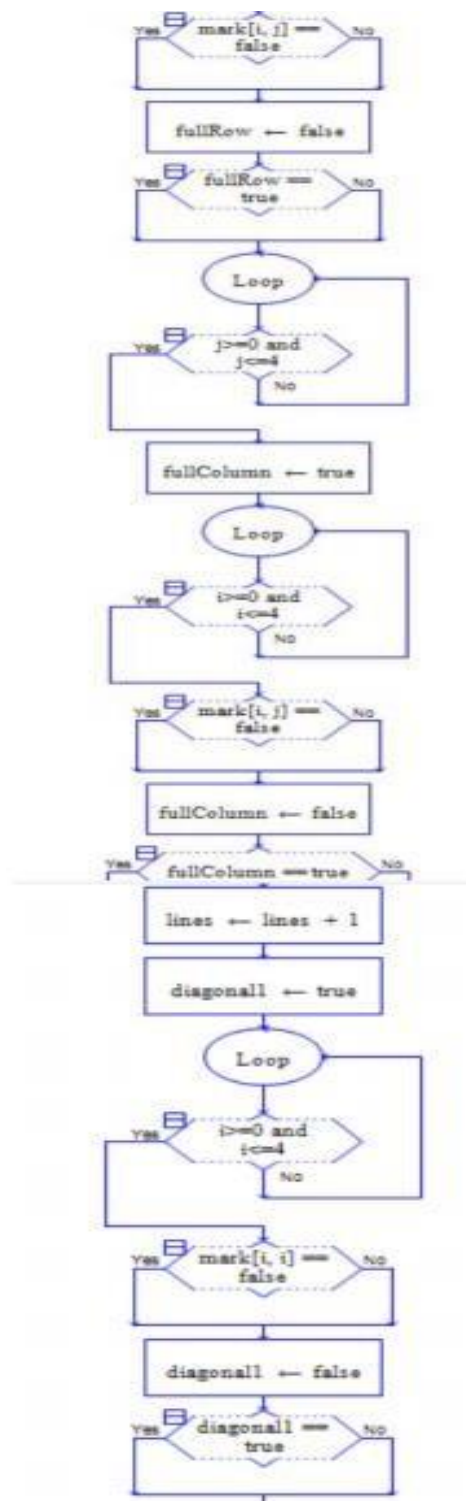 mark[i, j] ==
Yes
No
false
fullRow ← false
Yes
fullRow ==
No
true
Loop
Yes
j>=0 and
j<=4
No
fullColumn ← true
Loop
Yes
i>=0 and
i<=4
No
Yes
mark[i, j] ==
No
false
fullColumn ← false
Yes
No
fullColumn ==true
lines ← lines + 1
diagonal1 ← true
Loop
Yes
i>=0 and
i<=4
No
Yes
mark[i, i] ==
No
false
diagonal1 ← false
Yes
diagonal1 ==
No
true